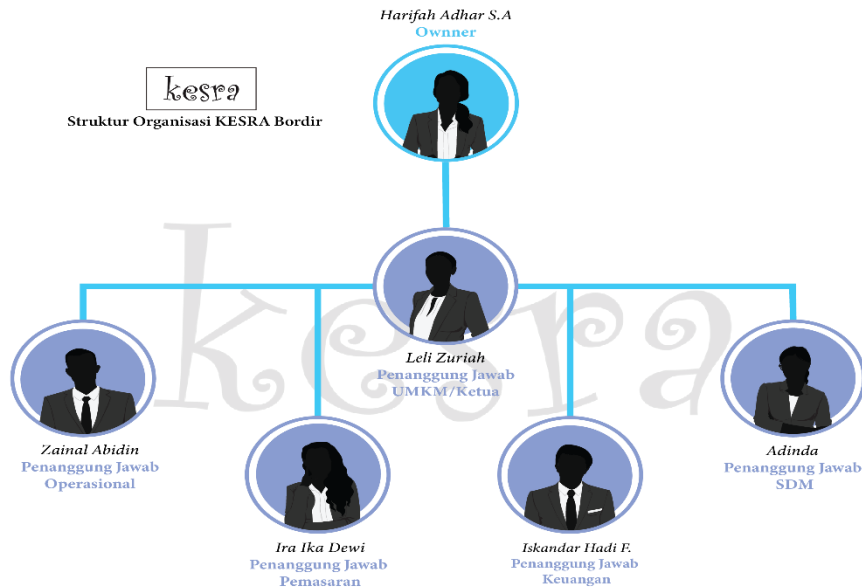 Harifah Adhar S.A
Ownner
kesra
Struktur Organisasi KESRA Bordir
kesra
Leli Zuriah
Penanggung Jawab
UMKM/Ketua
Zainal Abidin
Penanggung Jawab
Operasional
Adinda
Penanggung Jawab
SDM
Ira Ika Dewi
Penanggung Jawab
Pemasaran
Iskandar Hadi F.
Penanggung Jawab
Keuangan